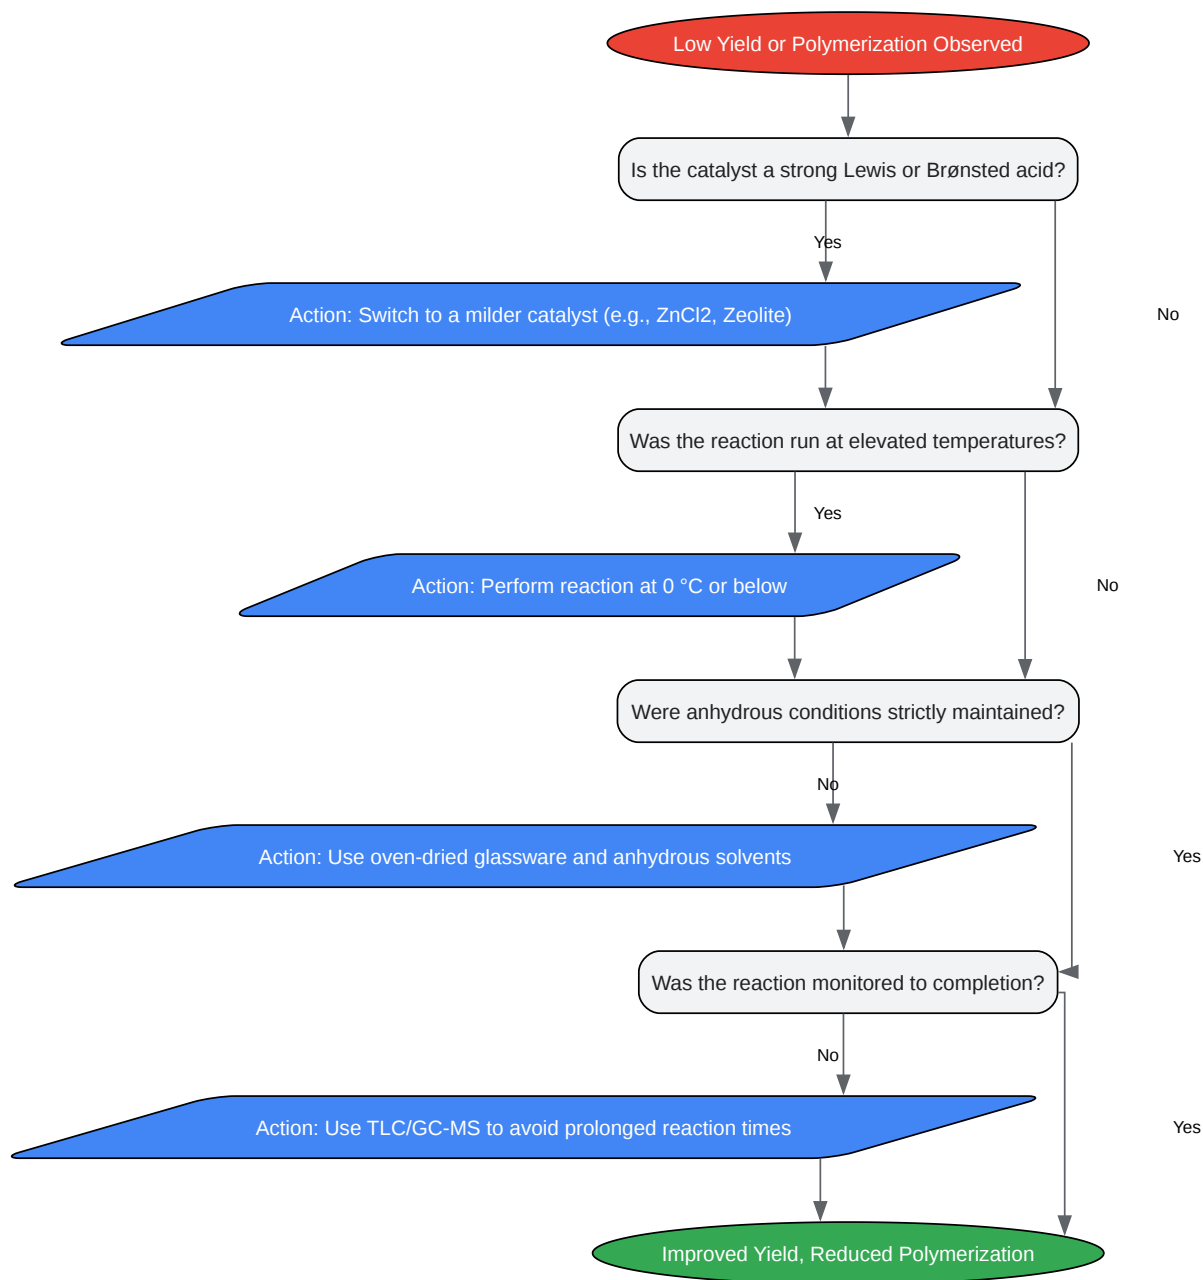 Low Yield or Polymerization Observed
Is the catalyst a strong Lewis or Brønsted acid?
Yes
Action: Switch to a milder catalyst (e.g., ZnCl2, Zeolite)
No
Was the reaction run at elevated temperatures?
Yes
Action: Perform reaction at 0 °C or below
No
Were anhydrous conditions strictly maintained?
No
Action: Use oven-dried glassware and anhydrous solvents
Yes
Was the reaction monitored to completion?
No
Action: Use TLC/GC-MS to avoid prolonged reaction times
Yes
Improved Yield, Reduced Polymerization